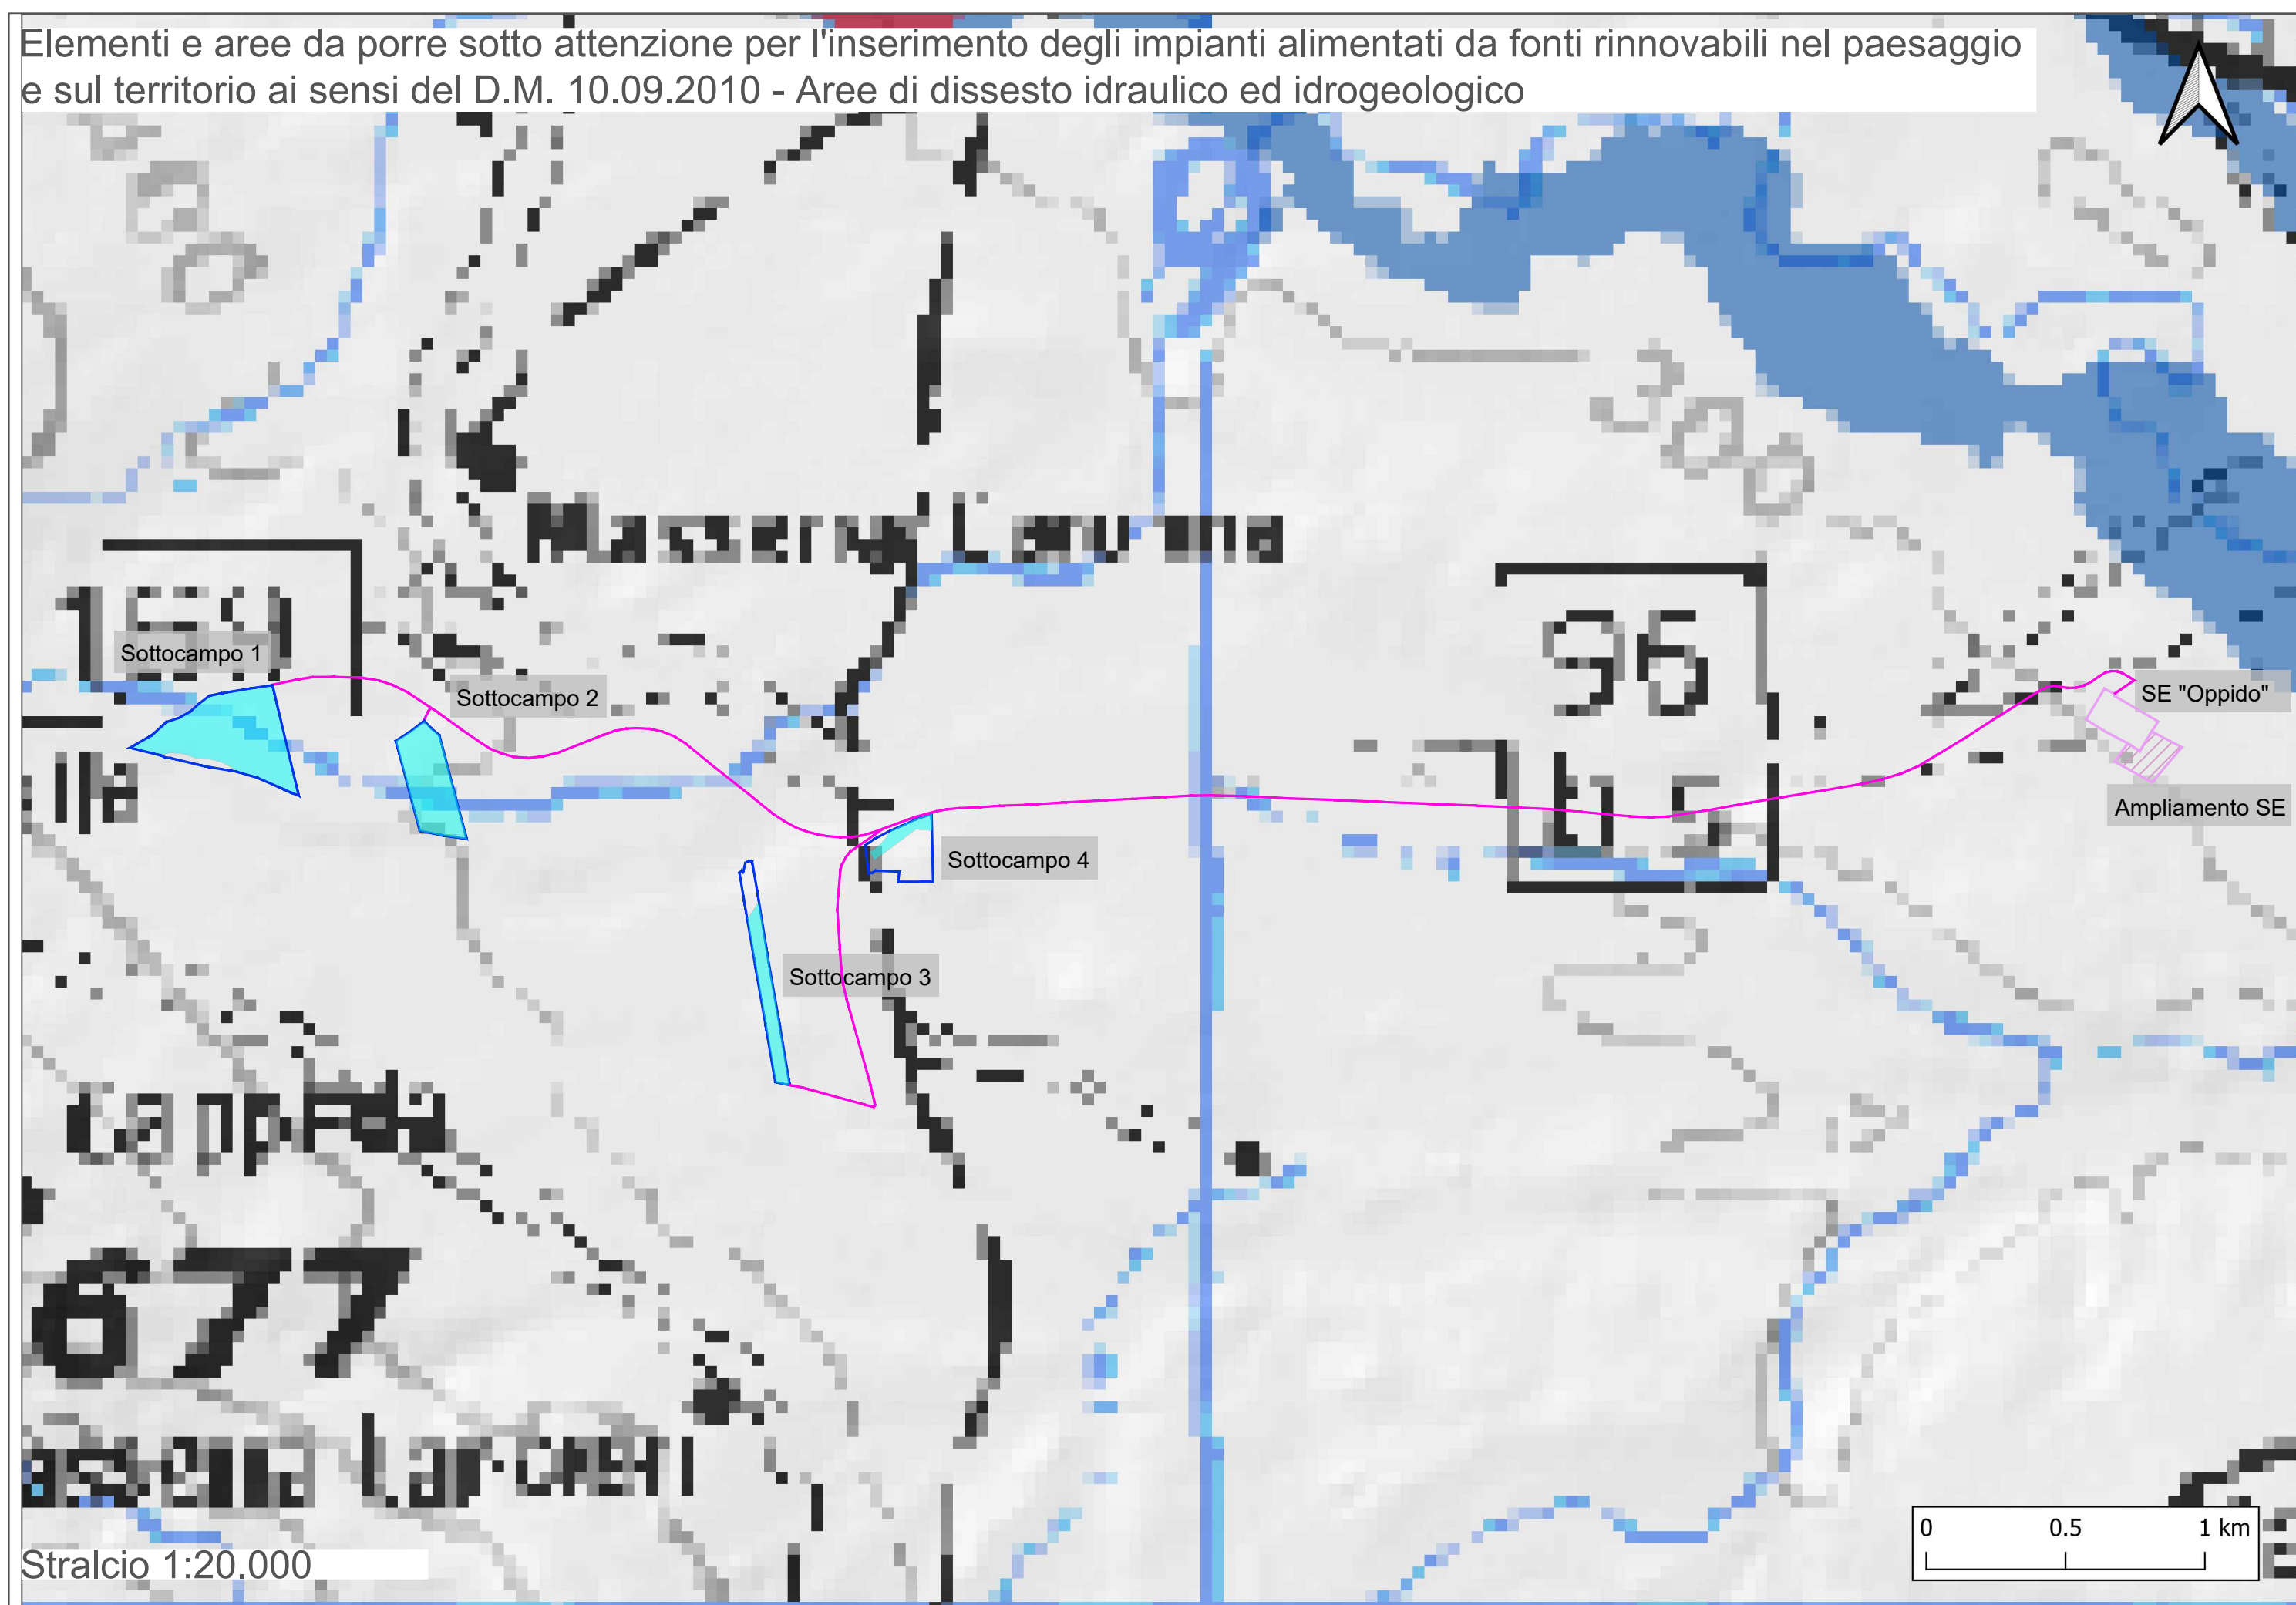 Elementi e aree da porre sotto attenzione per l'inserimento degli impianti alimentati da fonti rinnovabili nel paesaggio
e sul territorio ai sensi del D.M. 10.09.2010 - Aree di dissesto idraulico ed idrogeologico
300
Masseria
96
Sottocampo 1
Sottocampo 2
SE "Oppido"
lla
Ampliamento SE
Sottocampo 4
Sottocampo 3
677
0 0.5 1 km
Stralcio 1:20.000